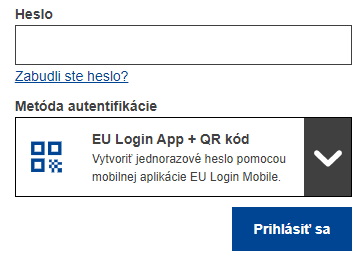 Heslo
Zabudli ste heslo?
Metóda autentifikácie
EU Login App + QR kód
Vytvoriť jednorazové heslo pomocou
mobilnej aplikácie EU Login Mobile.
Prihlásiť sa